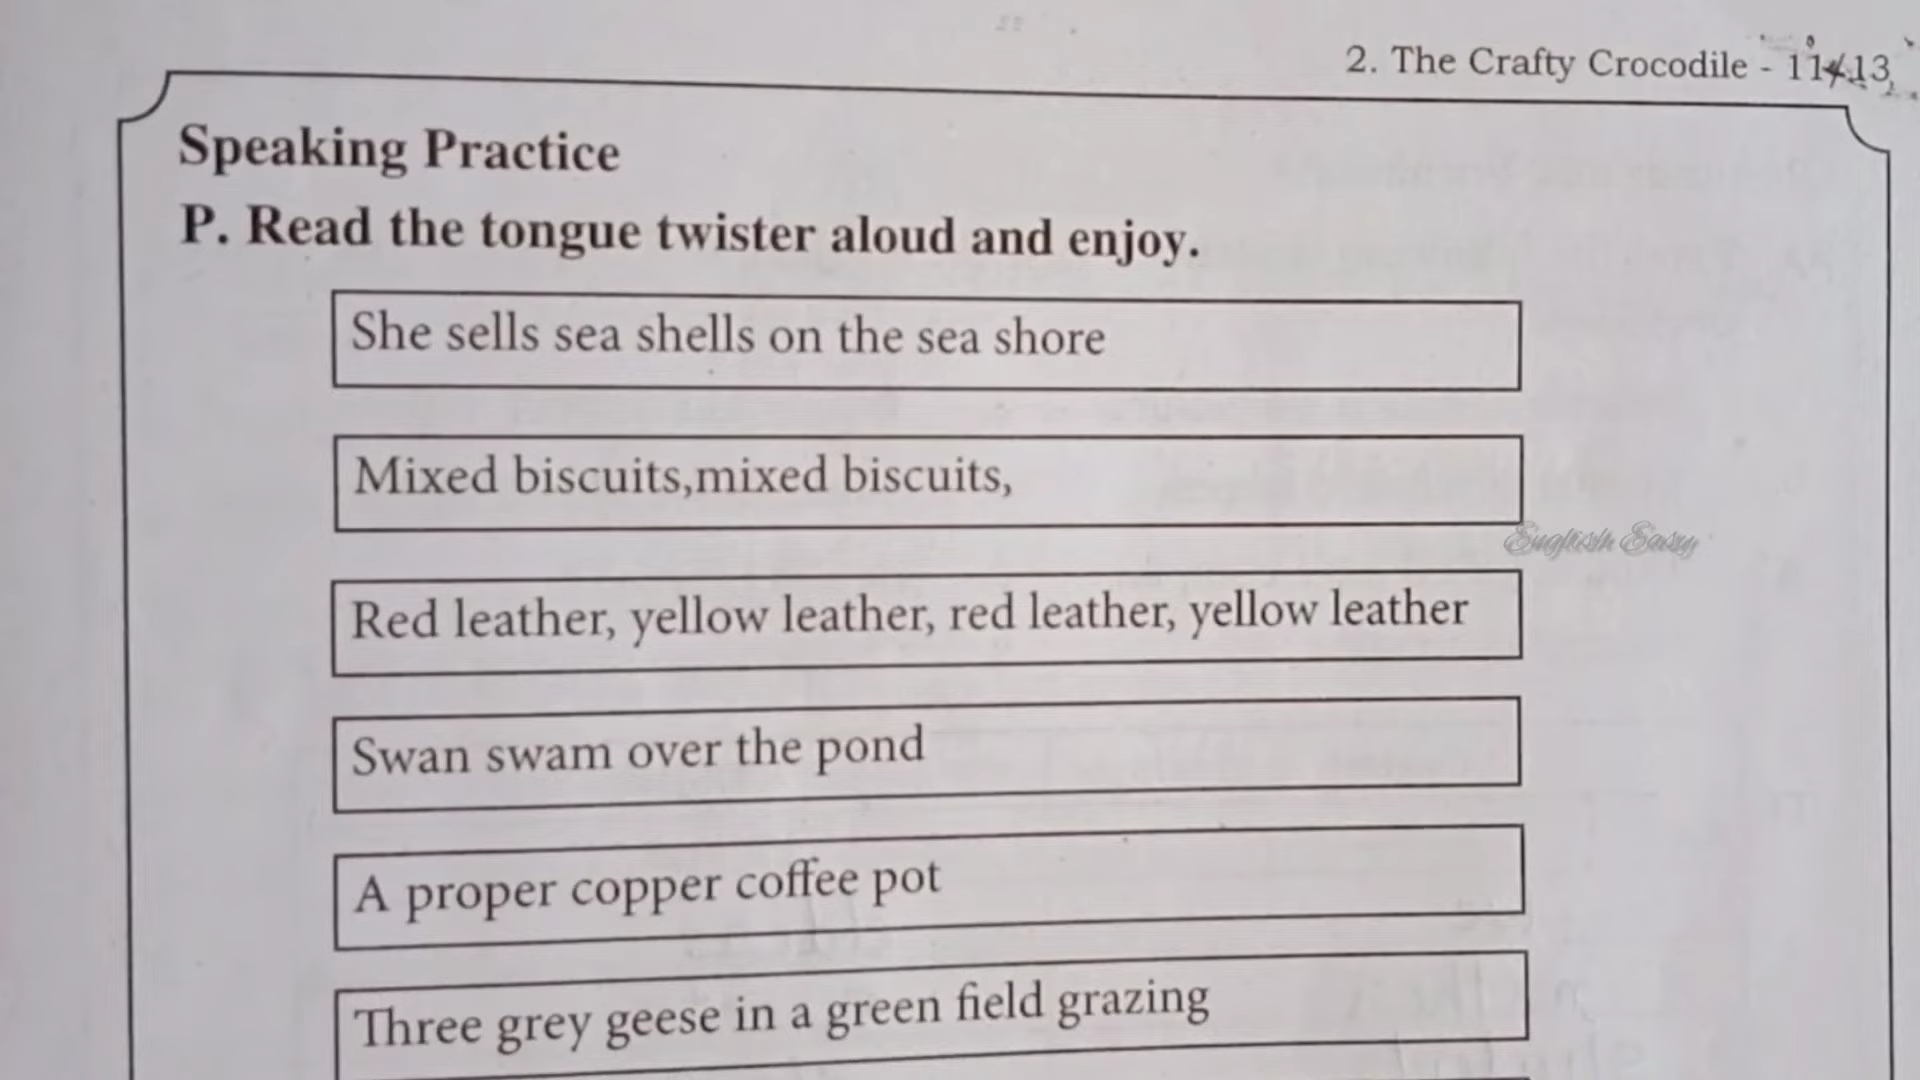 2. The Crafty Crocodile - 11
Speaking Practice
P. Read the tongue twister aloud and enjoy.
She sells sea shells on the sea shore
Mixed biscuits,mixed biscuits,
English Easy
Red leather, yellow leather, red leather, yellow leather
Swan swam over the pond
A proper copper coffee pot
Three grey geese in a green field grazing